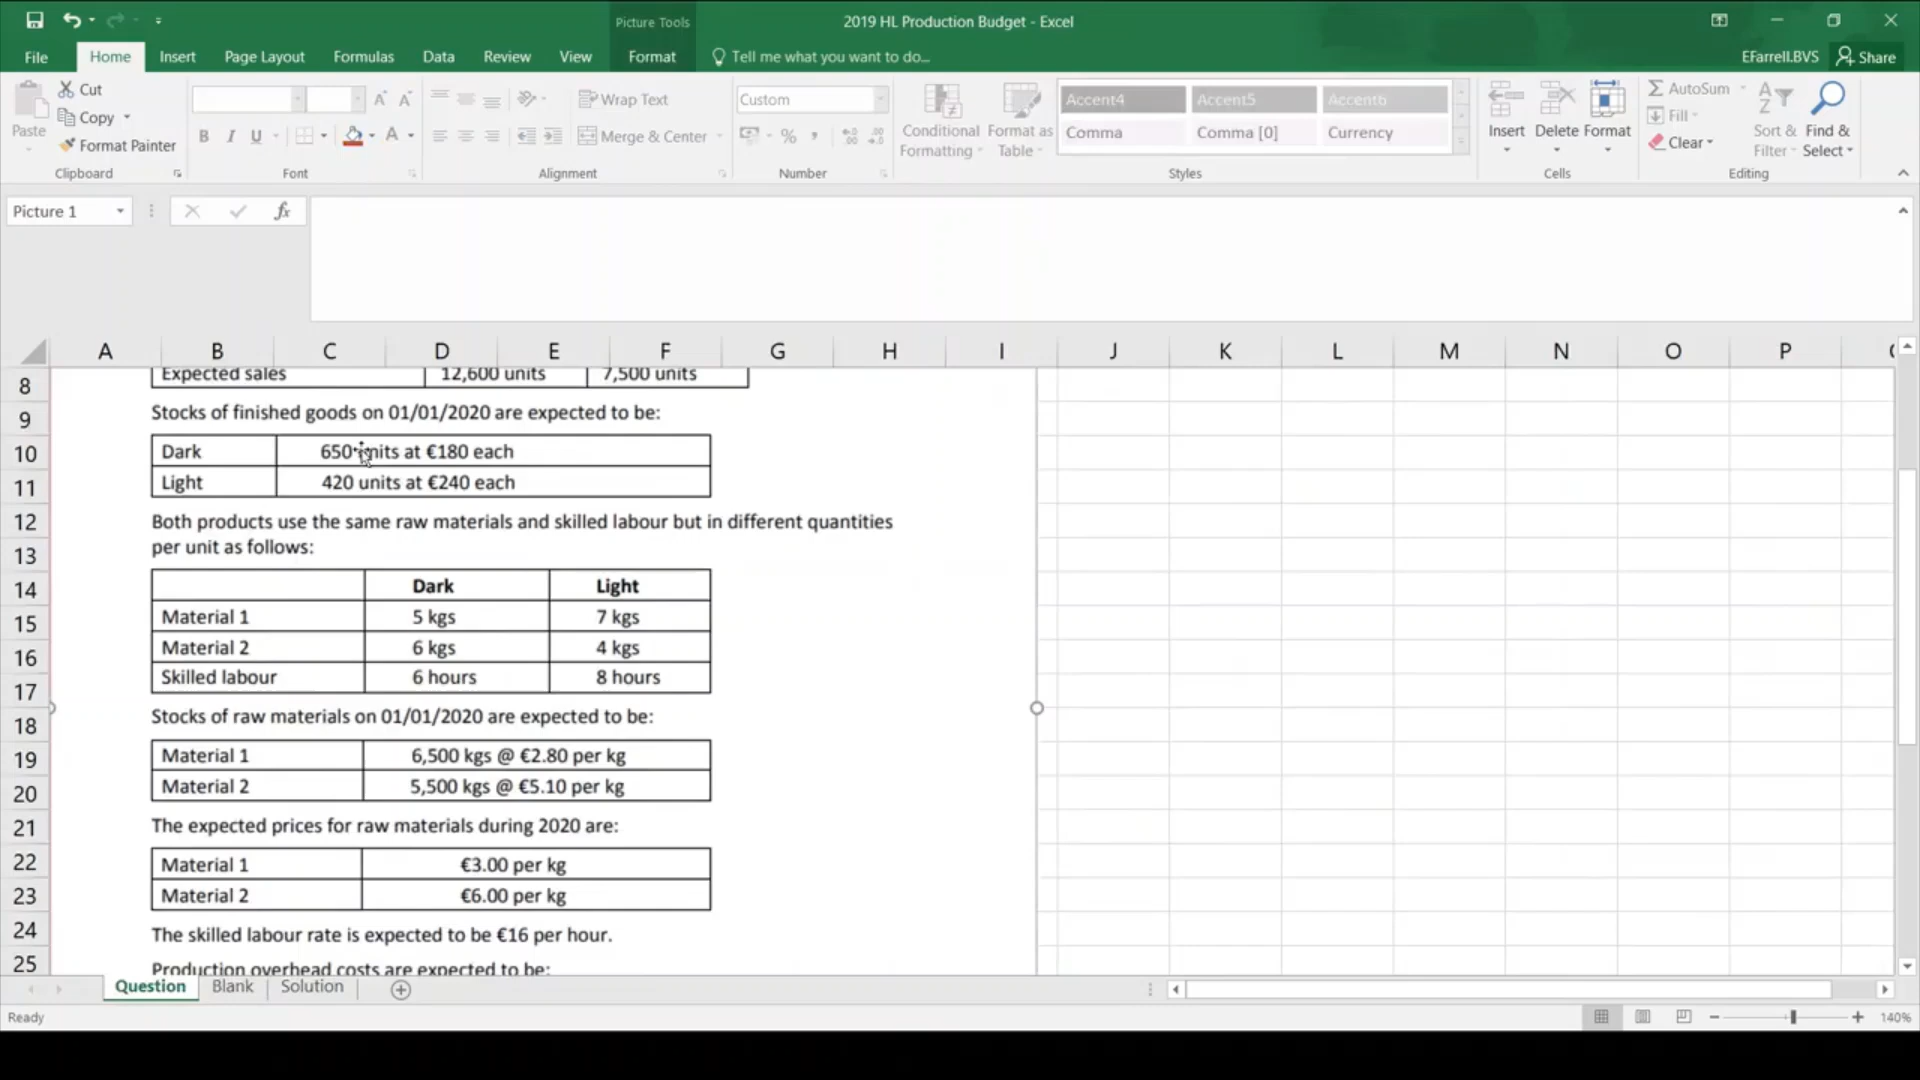 Picture Tools
2019 HL Production Budget - Excel
File Home Insert Page Layout Formulas Data Review View Format Tell me what you want to do... EFarrell.BVS Share
Paste
Cut
Copy
Format Painter
Clipboard
B I U A A A
Font
Wrap Text
Merge & Center
Alignment
Custom
%
Number
Conditional Formatting
Format as Table
Accent4 Accent5 Accent6
Comma Comma [0] Currency
Styles
Insert Delete Format
Cells
AutoSum
Fill
Clear
Sort & Filter
Find & Select
Editing
Picture 1 fx
A B C D E F G H I J K L M N O P
8 Expected sales 12,600 units 7,500 units
9 Stocks of finished goods on 01/01/2020 are expected to be:
10 Dark 650 units at €180 each
11 Light 420 units at €240 each
12 Both products use the same raw materials and skilled labour but in different quantities
13 per unit as follows:
14 Dark Light
15 Material 1 5 kgs 7 kgs
16 Material 2 6 kgs 4 kgs
17 Skilled labour 6 hours 8 hours
18 Stocks of raw materials on 01/01/2020 are expected to be:
19 Material 1 6,500 kgs @ €2.80 per kg
20 Material 2 5,500 kgs @ €5.10 per kg
21 The expected prices for raw materials during 2020 are:
22 Material 1 €3.00 per kg
23 Material 2 €6.00 per kg
24 The skilled labour rate is expected to be €16 per hour.
25 Production overhead costs are expected to be:
Question Blank Solution
Ready 140%